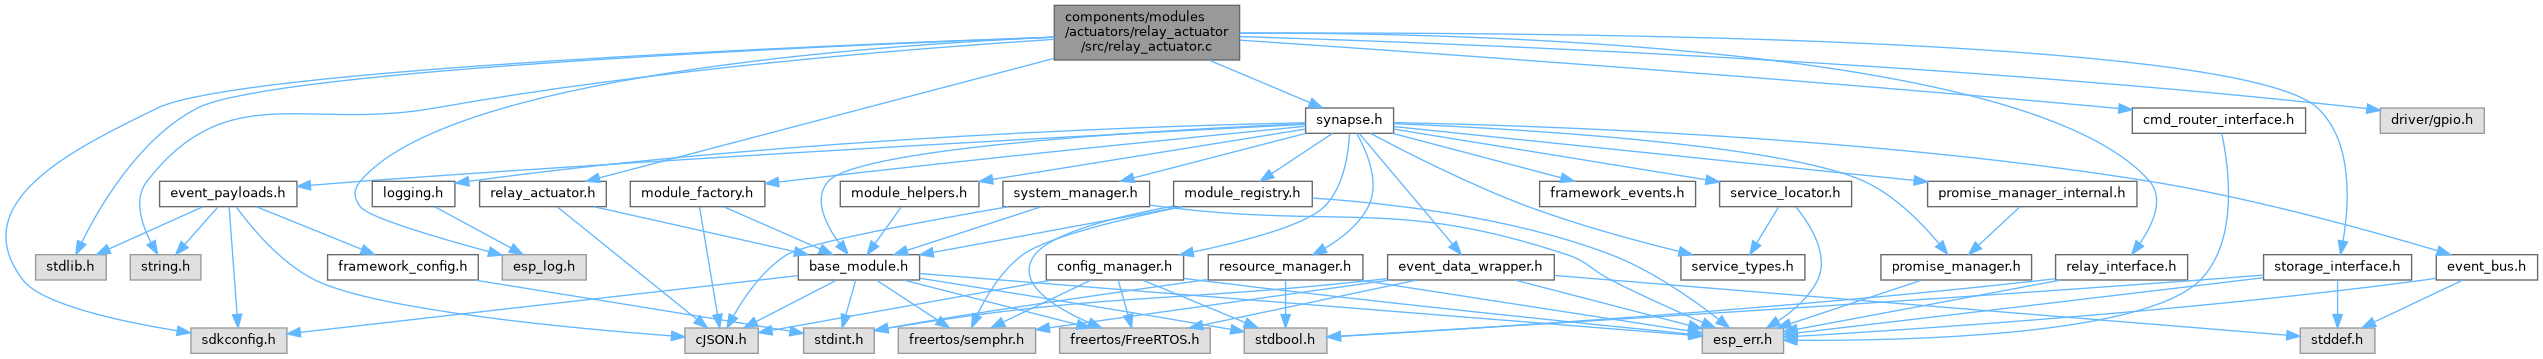 components/modules
/actuators/relay_actuator
/src/relay_actuator.c
synapse.h
cmd_router_interface.h
driver/gpio.h
event_payloads.h
logging.h
relay_actuator.h
module_factory.h
module_helpers.h
system_manager.h
module_registry.h
framework_events.h
service_locator.h
promise_manager_internal.h
stdlib.h
string.h
framework_config.h
esp_log.h
base_module.h
config_manager.h
resource_manager.h
event_data_wrapper.h
service_types.h
promise_manager.h
relay_interface.h
storage_interface.h
event_bus.h
sdkconfig.h
cJSON.h
stdint.h
freertos/semphr.h
freertos/FreeRTOS.h
stdbool.h
esp_err.h
stddef.h